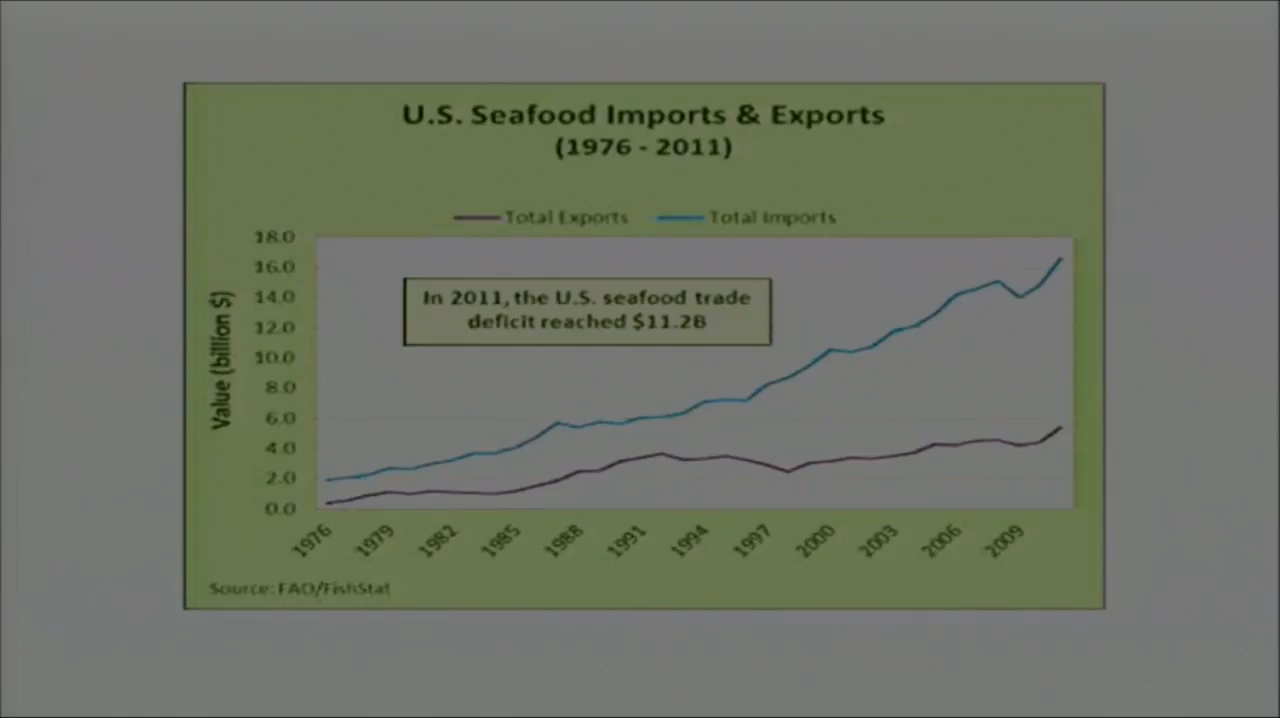 U.S. Seafood Imports & Exports
(1976 - 2011)
Total Exports Total Imports
18.0
16.0
14.0
12.0
10.0
8.0
6.0
4.0
2.0
0.0
Value (billion $)
In 2011, the U.S. seafood trade
deficit reached $11.2B
1976 1979 1982 1985 1988 1991 1994 1997 2000 2003 2006 2009
Source: FAO/FishStat